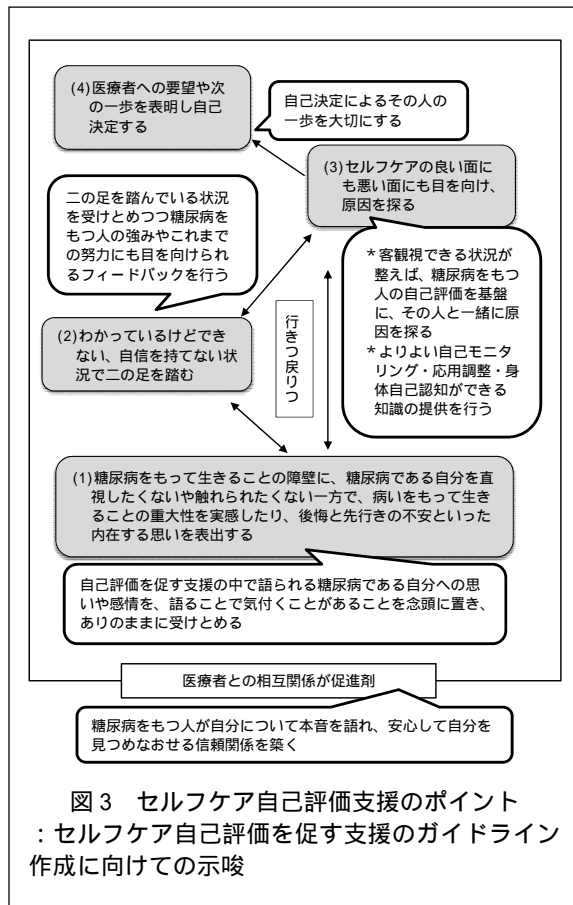 (4)医療者への要望や次
の一歩を表明し自己
決定する
自己決定によるその人の
一歩を大切にする
(3)セルフケアの良い面に
も悪い面にも目を向け、
原因を探る
二の足を踏んでいる状況
を受けとめつつ糖尿病を
もつ人の強みやこれまで
の努力にも目を向けられ
るフィードバックを行う
*客観視できる状況が
整えば、糖尿病をもつ
人の自己評価を基盤
に、その人と一緒に原
因を探る
*よりよい自己モニタ
リング・応用調整・身
体自己認知ができる
知識の提供を行う
(2)わかっているけどでき
ない、自信を持てない状
況で二の足を踏む
行きつ戻りつ
(1)糖尿病をもって生きることの障壁に、糖尿病である自分を直
視したくないや触れられたくない一方で、病いをもって生き
ることの重大性を実感したり、後悔と先行きの不安といった
内在する思いを表出する
自己評価を促す支援の中で語られる糖尿病である自分への思
いや感情を、語ることで気付くことがあることを念頭に置き、
ありのままに受けとめる
医療者との相互関係が促進剤
糖尿病をもつ人が自分について本音を語れ、安心して自分を
見つめなおせる信頼関係を築く
図3 セルフケア自己評価支援のポイント
:セルフケア自己評価を促す支援のガイドライン
作成に向けての示唆